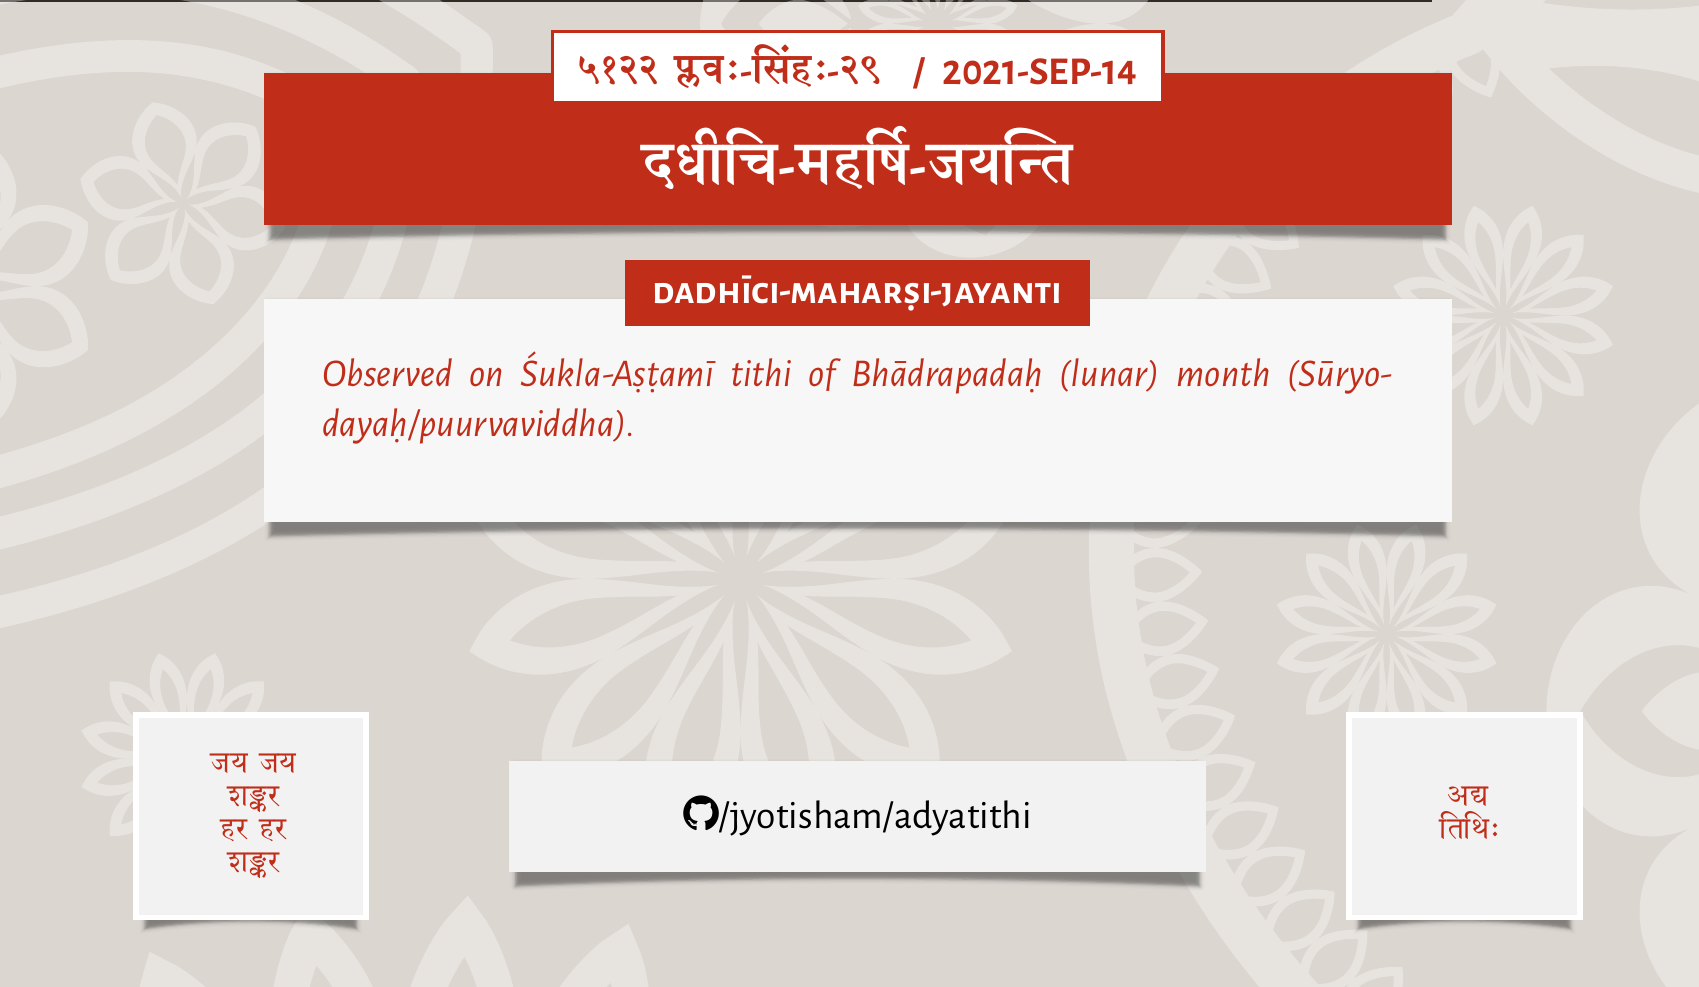 ५१२२ प्लवः-सिंहः-२९ / 2021-SEP-14
दधीचि-महर्षि-जयन्ति
DADHĪCI-MAHARṢI-JAYANTI
Observed on Śukla-Aṣṭamī tithi of Bhādrapadaḥ (lunar) month (Sūryo-
dayaḥ/puurvaviddha).
जय जय
शङ्कर
हर हर
शङ्कर
/jyotisham/adyatithi
अद्य
तिथिः